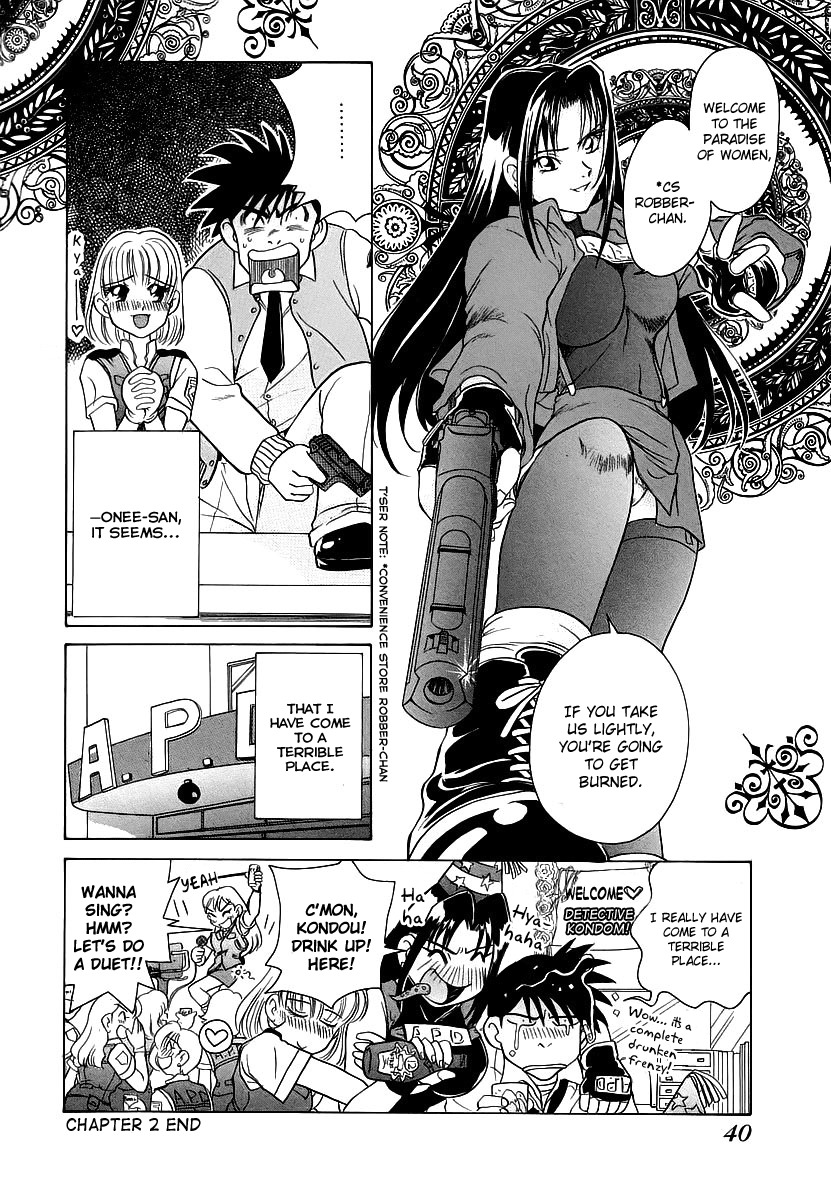 WELCOME
TO THE
PARADISE
OF WOMEN,
*CS
ROBBER-
CHAN.
.........
Kya
—ONEE-SAN,
IT SEEMS...
T'SER NOTE: *CONVENIENCE STORE ROBBER-CHAN
IF YOU TAKE
US LIGHTLY,
YOU'RE GOING
TO GET
BURNED.
A.P.D
THAT I
HAVE COME
TO A
TERRIBLE
PLACE.
WANNA
SING?
HMM?
LET'S DO
A DUET!!
YEAH
C'MON,
KONDOU!
DRINK UP!
HERE!
Ha
ha
Hya
haha
WELCOME♡
DETECTIVE
KONDOM!
I REALLY HAVE
COME TO A
TERRIBLE
PLACE...
Wow... it's a
complete
drunken
frenzy!
A.P.D
CHAPTER 2 END
40